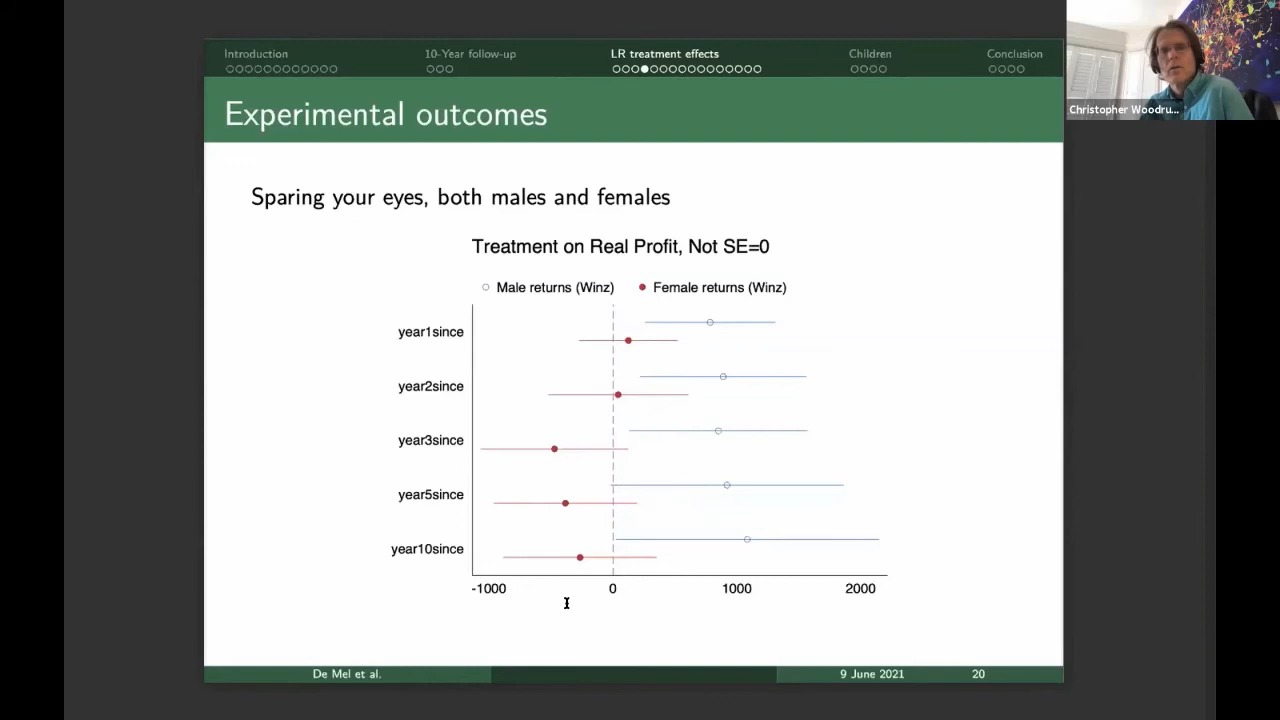 Introduction 10-Year follow-up LR treatment effects Children Conclusion
Experimental outcomes
Christopher Woodru...
Sparing your eyes, both males and females
Treatment on Real Profit, Not SE=0
Male returns (Winz) Female returns (Winz)
year1since
year2since
year3since
year5since
year10since
-1000 0 1000 2000
De Mel et al. 9 June 2021 20